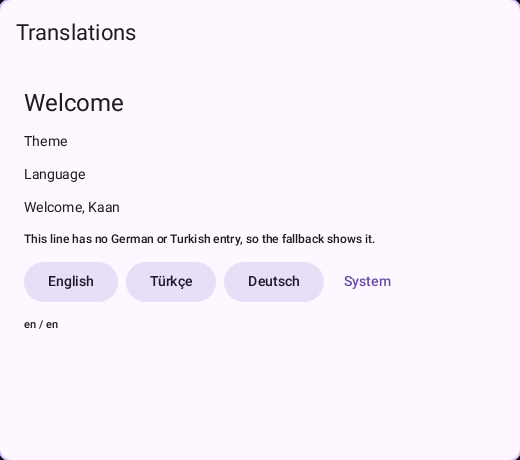 Translations
Welcome
Theme
Language
Welcome, Kaan
This line has no German or Turkish entry, so the fallback shows it.
English Türkçe Deutsch System
en / en